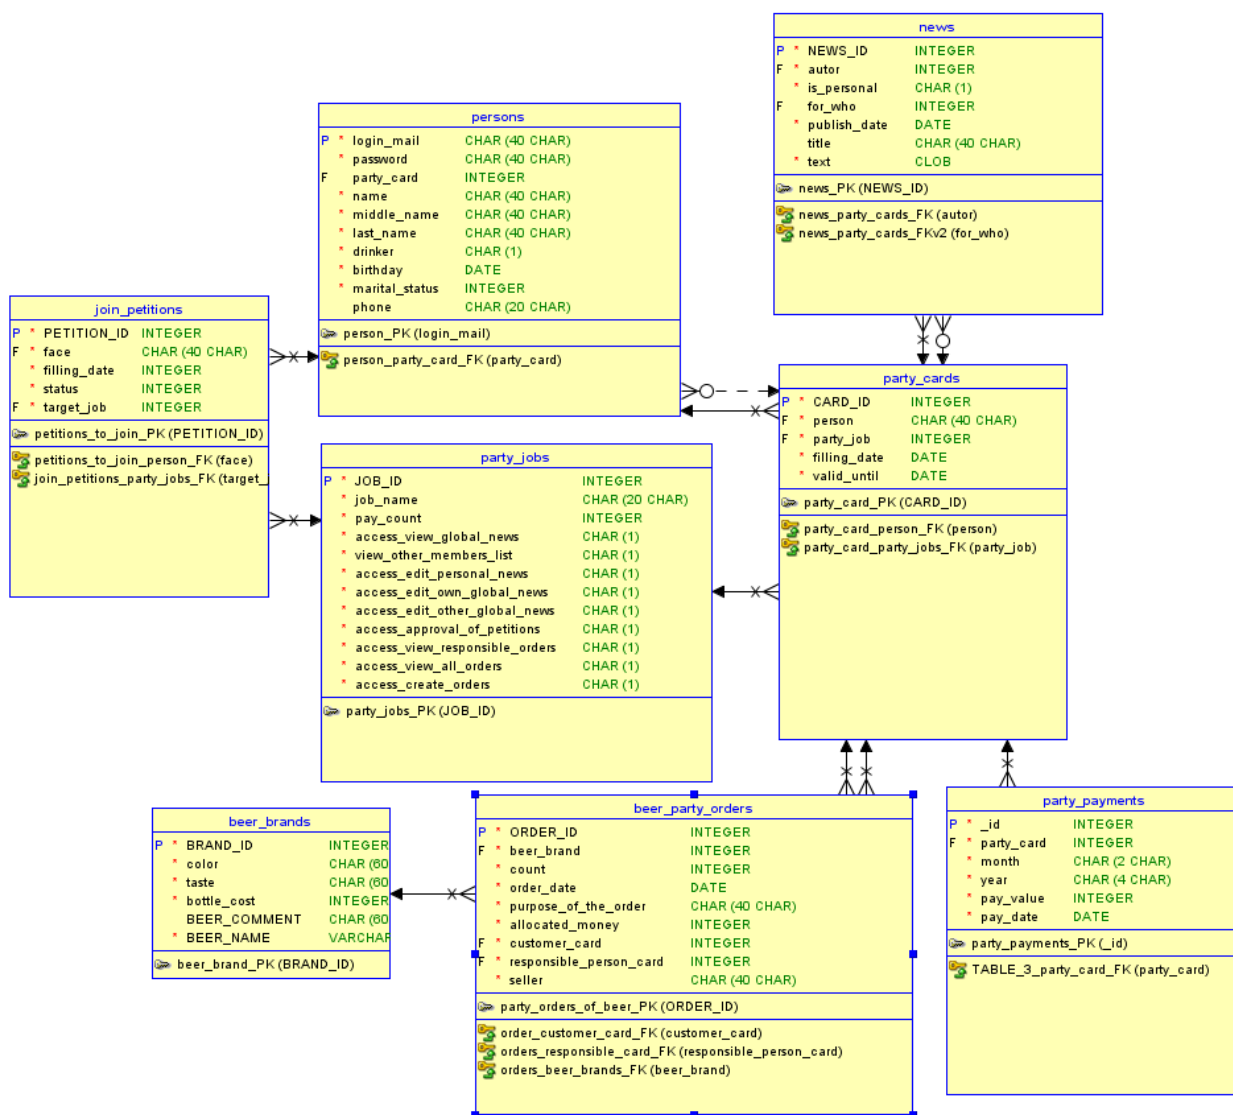 news
P * NEWS_ID INTEGER
F * autor INTEGER
* is_personal CHAR (1)
F for_who INTEGER
* publish_date DATE
title CHAR (40 CHAR)
* text CLOB
news_PK (NEWS_ID)
news_party_cards_FK (autor)
news_party_cards_FKv2 (for_who)
persons
P * login_mail CHAR (40 CHAR)
* password CHAR (40 CHAR)
F party_card INTEGER
* name CHAR (40 CHAR)
* middle_name CHAR (40 CHAR)
* last_name CHAR (40 CHAR)
* drinker CHAR (1)
* birthday DATE
* marital_status INTEGER
phone CHAR (20 CHAR)
person_PK (login_mail)
person_party_card_FK (party_card)
join_petitions
P * PETITION_ID INTEGER
F * face CHAR (40 CHAR)
* filling_date INTEGER
* status INTEGER
F * target_job INTEGER
petitions_to_join_PK (PETITION_ID)
petitions_to_join_person_FK (face)
join_petitions_party_jobs_FK (target_j
party_cards
P * CARD_ID INTEGER
F * person CHAR (40 CHAR)
F * party_job INTEGER
* filling_date DATE
* valid_until DATE
party_card_PK (CARD_ID)
party_card_person_FK (person)
party_card_party_jobs_FK (party_job)
party_jobs
P * JOB_ID INTEGER
* job_name CHAR (20 CHAR)
* pay_count INTEGER
* access_view_global_news CHAR (1)
* view_other_members_list CHAR (1)
* access_edit_personal_news CHAR (1)
* access_edit_own_global_news CHAR (1)
* access_edit_other_global_news CHAR (1)
* access_approval_of_petitions CHAR (1)
* access_view_responsible_orders CHAR (1)
* access_view_all_orders CHAR (1)
* access_create_orders CHAR (1)
party_jobs_PK (JOB_ID)
beer_brands
P * BRAND_ID INTEGER
* color CHAR (60
* taste CHAR (60
* bottle_cost INTEGER
BEER_COMMENT CHAR (60
* BEER_NAME VARCHAR
beer_brand_PK (BRAND_ID)
beer_party_orders
P * ORDER_ID INTEGER
F * beer_brand INTEGER
* count INTEGER
* order_date DATE
* purpose_of_the_order CHAR (40 CHAR)
* allocated_money INTEGER
F * customer_card INTEGER
F * responsible_person_card INTEGER
* seller CHAR (40 CHAR)
party_orders_of_beer_PK (ORDER_ID)
order_customer_card_FK (customer_card)
orders_responsible_card_FK (responsible_person_card)
orders_beer_brands_FK (beer_brand)
party_payments
P * _id INTEGER
F * party_card INTEGER
* month CHAR (2 CHAR)
* year CHAR (4 CHAR)
* pay_value INTEGER
* pay_date DATE
party_payments_PK (_id)
TABLE_3_party_card_FK (party_card)